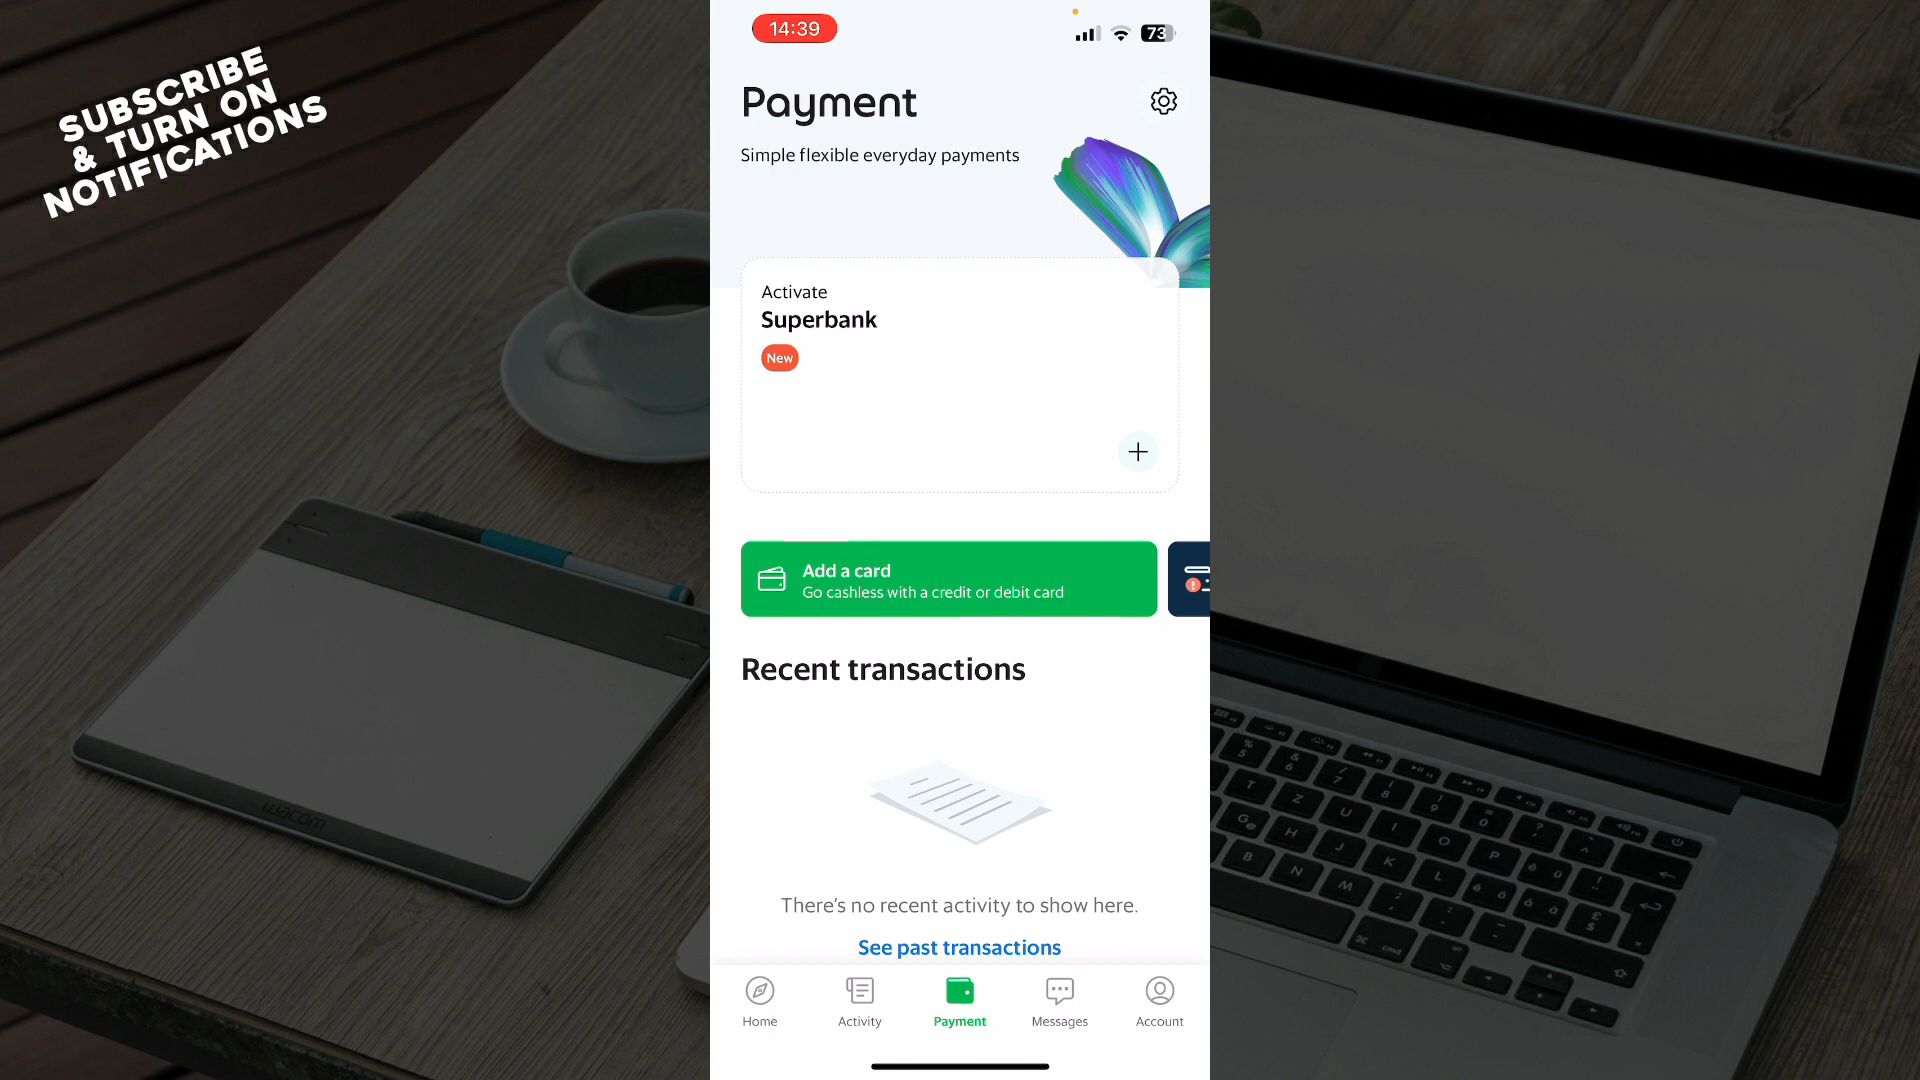 SUBSCRIBE
& TURN ON
NOTIFICATIONS
14:39
73
Payment
Simple flexible everyday payments
Activate
Superbank
New
Add a card
Go cashless with a credit or debit card
Recent transactions
There's no recent activity to show here.
See past transactions
Home
Activity
Payment
Messages
Account
wacom